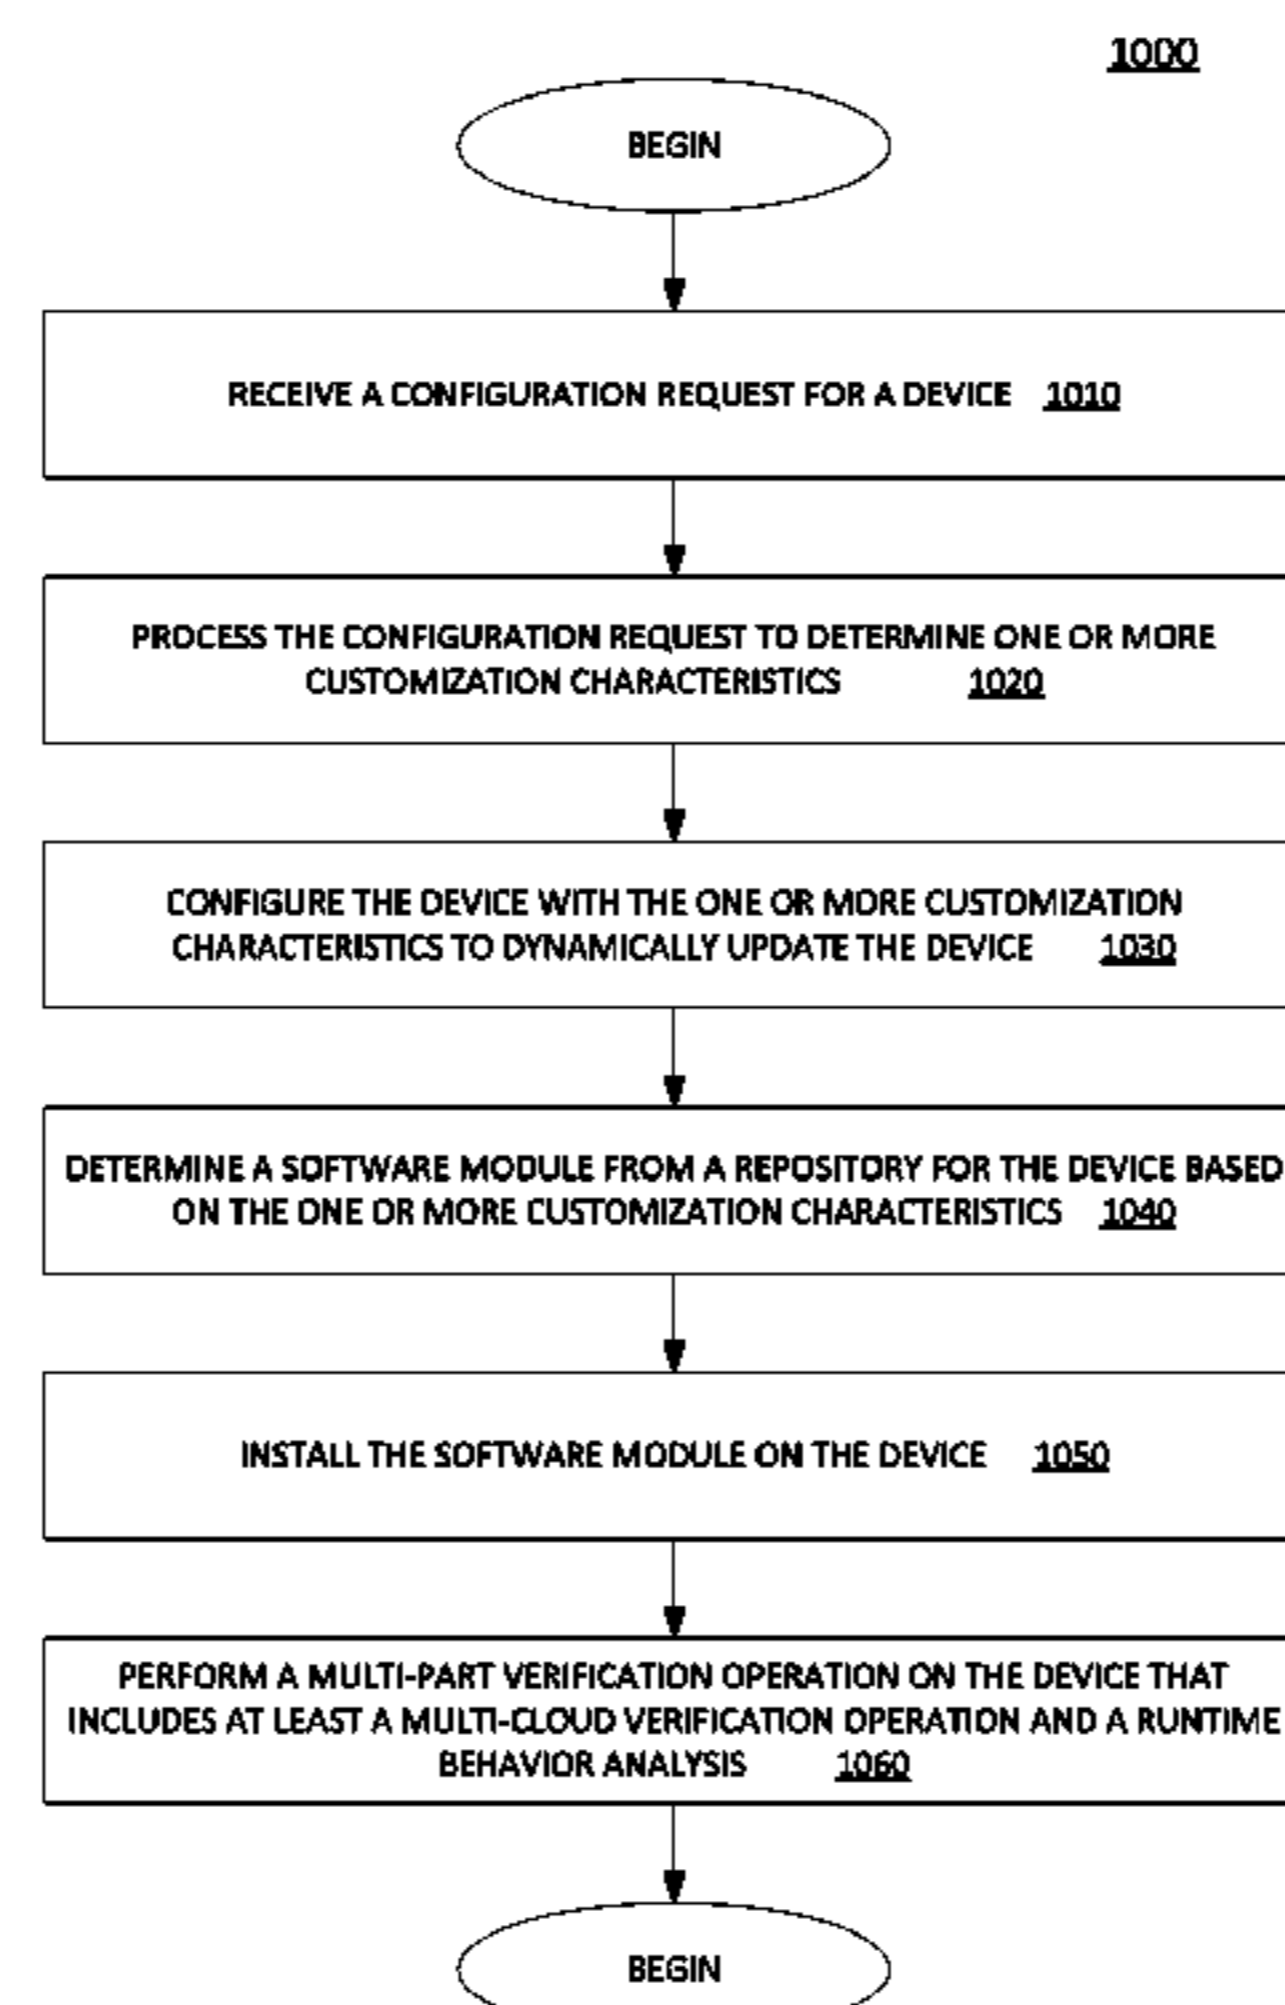 1000
BEGIN
RECEIVE A CONFIGURATION REQUEST FOR A DEVICE 1010
PROCESS THE CONFIGURATION REQUEST TO DETERMINE ONE OR MORE
CUSTOMIZATION CHARACTERISTICS 1020
CONFIGURE THE DEVICE WITH THE ONE OR MORE CUSTOMIZATION
CHARACTERISTICS TO DYNAMICALLY UPDATE THE DEVICE 1030
DETERMINE A SOFTWARE MODULE FROM A REPOSITORY FOR THE DEVICE BASED
ON THE ONE OR MORE CUSTOMIZATION CHARACTERISTICS 1040
INSTALL THE SOFTWARE MODULE ON THE DEVICE 1050
PERFORM A MULTI-PART VERIFICATION OPERATION ON THE DEVICE THAT
INCLUDES AT LEAST A MULTI-CLOUD VERIFICATION OPERATION AND A RUNTIME
BEHAVIOR ANALYSIS 1060
BEGIN